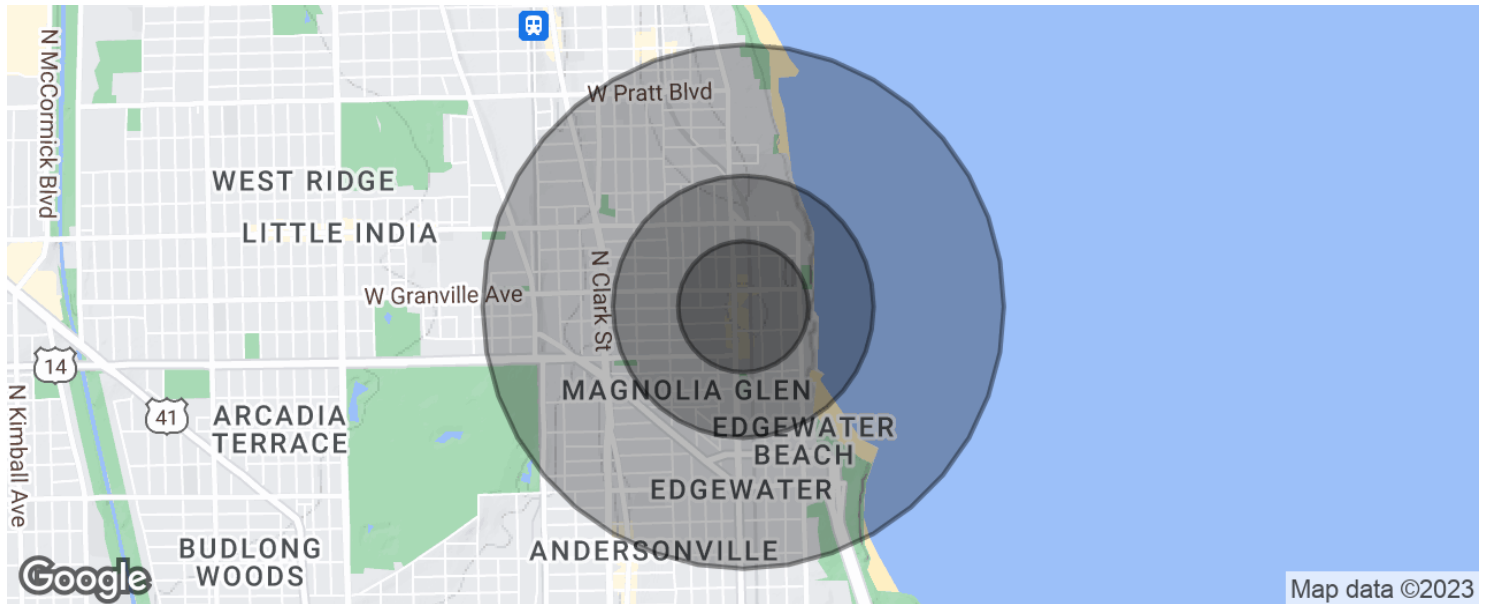 N McCormick Blvd
W Pratt Blvd
WEST RIDGE
LITTLE INDIA
N Clark St
W Granville Ave
14
N Kimball Ave
41
MAGNOLIA GLEN
ARCADIA
TERRACE
EDGEWATER
BEACH
EDGEWATER
BUDLONG
WOODS
ANDERSONVILLE
Google
Map data ©2023